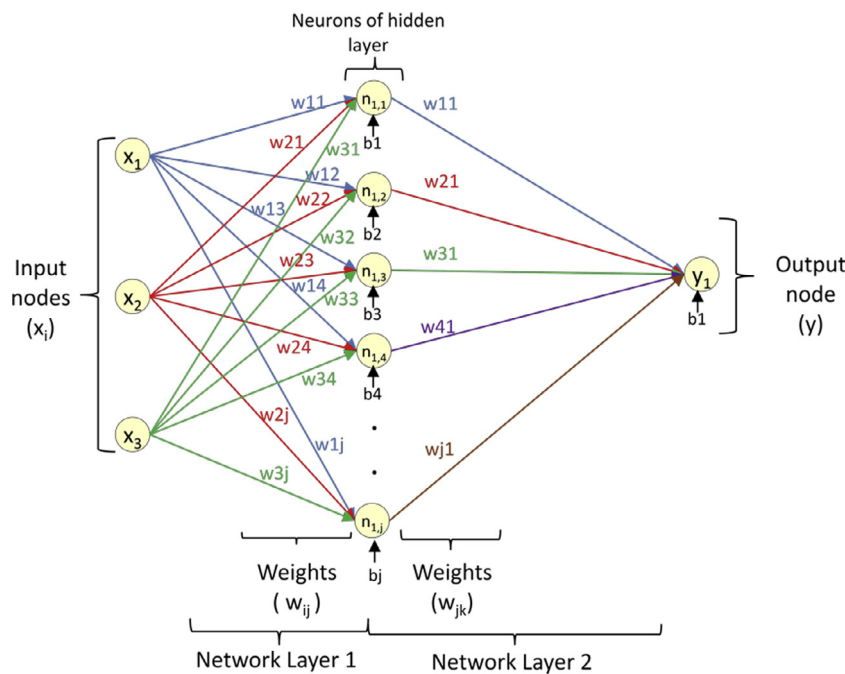 Neurons of hidden
layer
n1,1
w11
w11
b1
w21
w31
x1
w12
n1,2
w22
w21
w13
b2
w32
w23
n1,3
w31
w14
w33
b3
Input
nodes
(xi)
x2
y1
b1
Output
node
(y)
w24
n1,4
w41
w34
b4
x3
w2j
w1j
wj1
w3j
.
.
n1,j
bj
Weights
( wij )
Weights
(wjk)
Network Layer 1
Network Layer 2